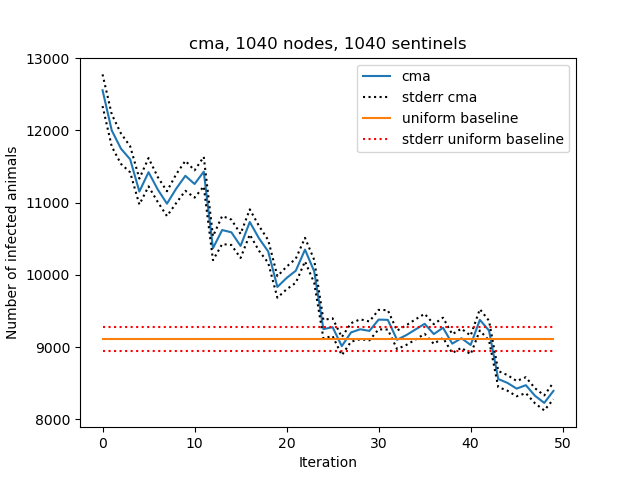 cma, 1040 nodes, 1040 sentinels
13000
12000
11000
10000
9000
8000
Number of infected animals
cma
stderr cma
uniform baseline
stderr uniform baseline
0
10
20
30
40
50
Iteration